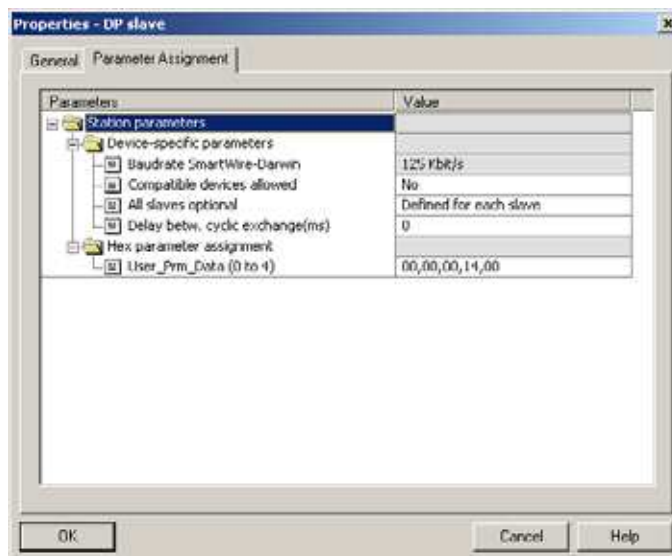 Properties - DP slave
General Parameter Assignment
Parameters Value
Station parameters
Device-specific parameters
Baudrate SmartWire-Darwin 125 Kbit/s
Compatible devices allowed No
All slaves optional Defined for each slave
Delay betw. cyclic exchange(ms) 0
Hex parameter assignment
User_Prm_Data (0 to 4) 00,00,00,14,00
OK Cancel Help